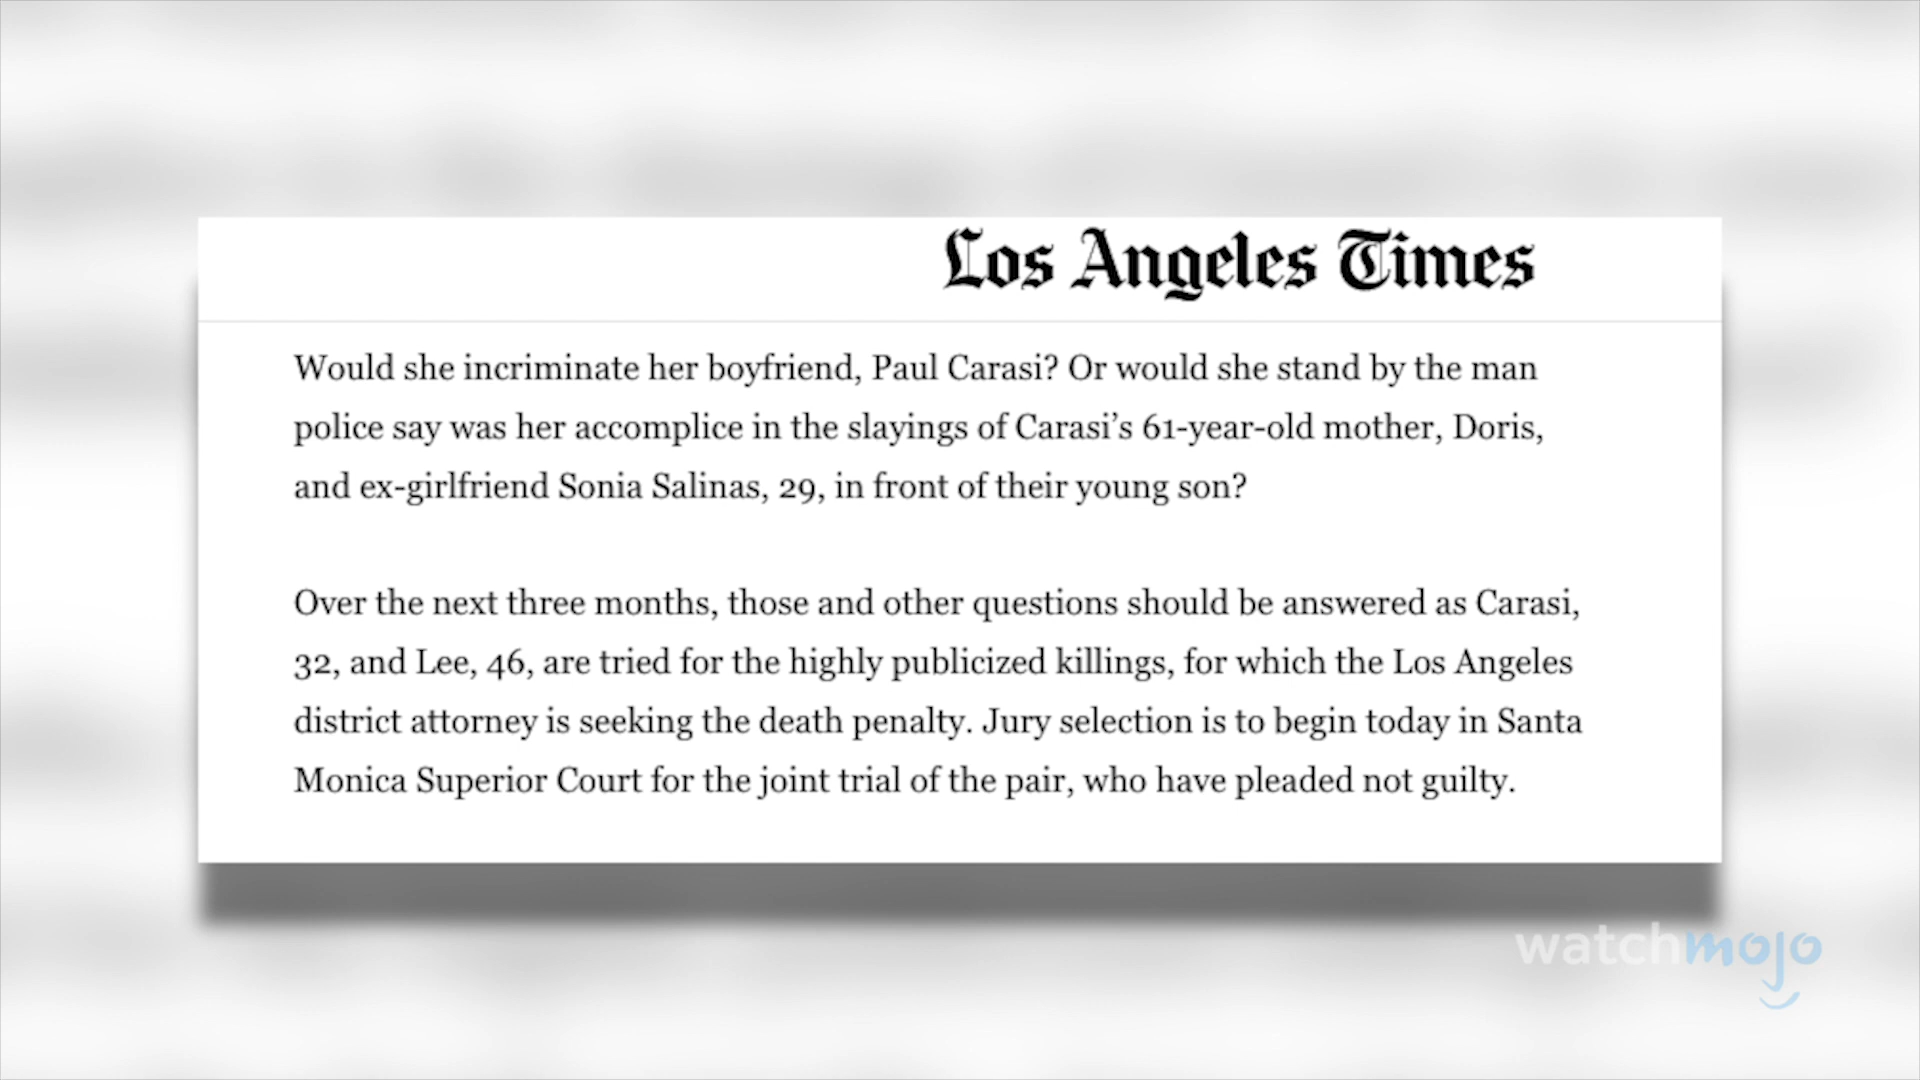 Los Angeles Times
Would she incriminate her boyfriend, Paul Carasi? Or would she stand by the man
police say was her accomplice in the slayings of Carasi’s 61-year-old mother, Doris,
and ex-girlfriend Sonia Salinas, 29, in front of their young son?
Over the next three months, those and other questions should be answered as Carasi,
32, and Lee, 46, are tried for the highly publicized killings, for which the Los Angeles
district attorney is seeking the death penalty. Jury selection is to begin today in Santa
Monica Superior Court for the joint trial of the pair, who have pleaded not guilty.
watchmojo